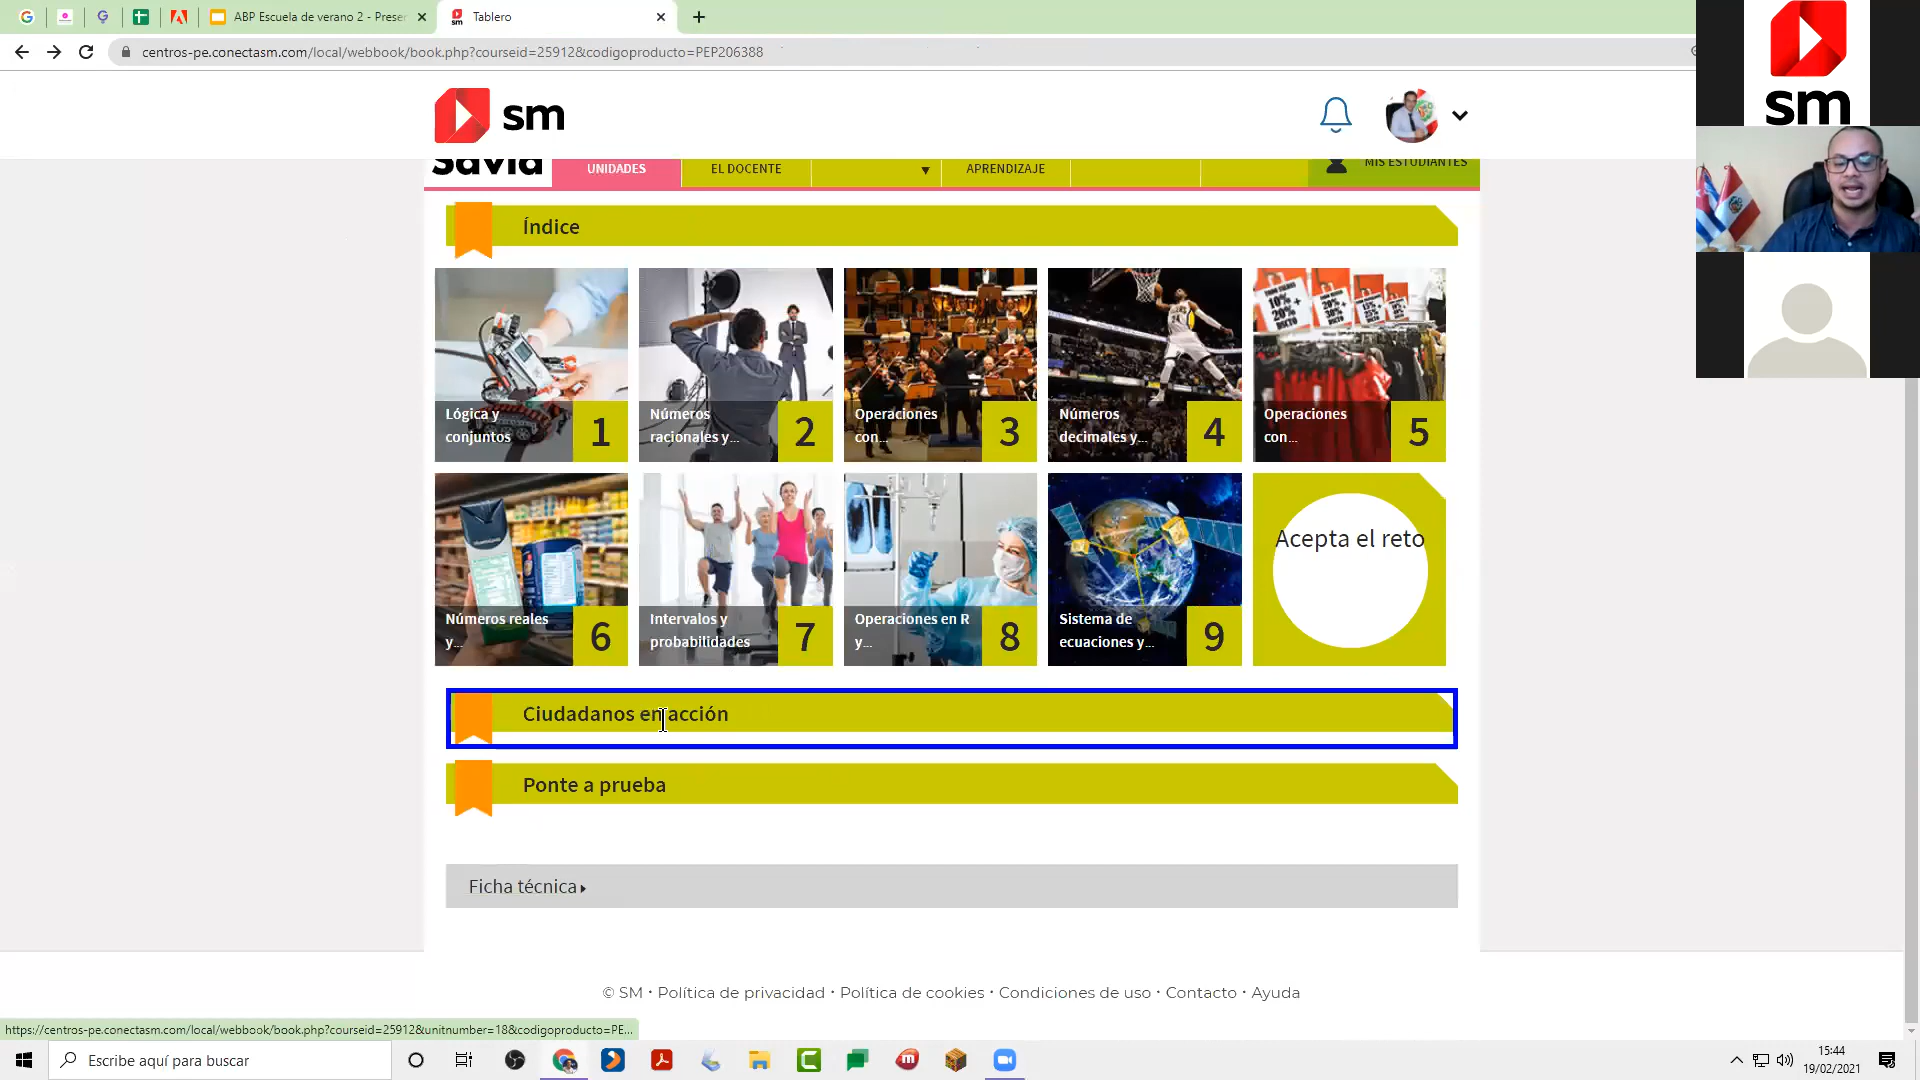 ABP Escuela de verano 2 - Preser
Tablero
centros-pe.conectasm.com/local/webbook/book.php?courseid=25912&codigoproducto=PEP206388
sm
sm
savia
UNIDADES
EL DOCENTE
APRENDIZAJE
MIS ESTUDIANTES
Índice
Lógica y
conjuntos
1
Números
racionales y...
2
Operaciones
con...
3
Números
decimales y...
4
Operaciones
con...
5
Números reales
y...
6
Intervalos y
probabilidades
7
Operaciones en R
y...
8
Sistema de
ecuaciones y...
9
Acepta el reto
Ciudadanos en acción
Ponte a prueba
Ficha técnica
© SM · Política de privacidad · Política de cookies · Condiciones de uso · Contacto · Ayuda
https://centros-pe.conectasm.com/local/webbook/book.php?courseid=25912&unitnumber=18&codigoproducto=PE...
Escribe aquí para buscar
15:44
19/02/2021